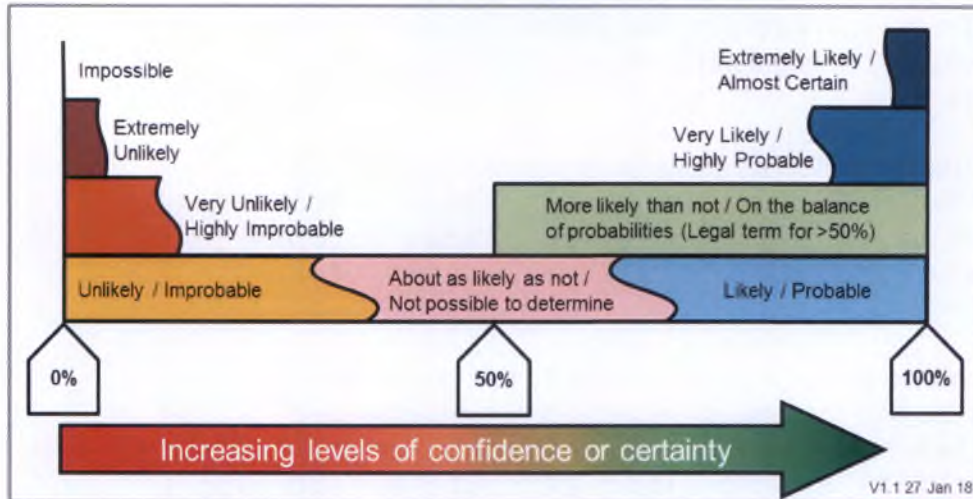 Impossible
Extremely Likely /
Almost Certain
Extremely
Unlikely
Very Likely /
Highly Probable
Very Unlikely /
Highly Improbable
More likely than not / On the balance
of probabilities (Legal term for >50%)
Unlikely / Improbable
About as likely as not /
Not possible to determine
Likely / Probable
0%
50%
100%
Increasing levels of confidence or certainty
V1.1 27 Jan 18